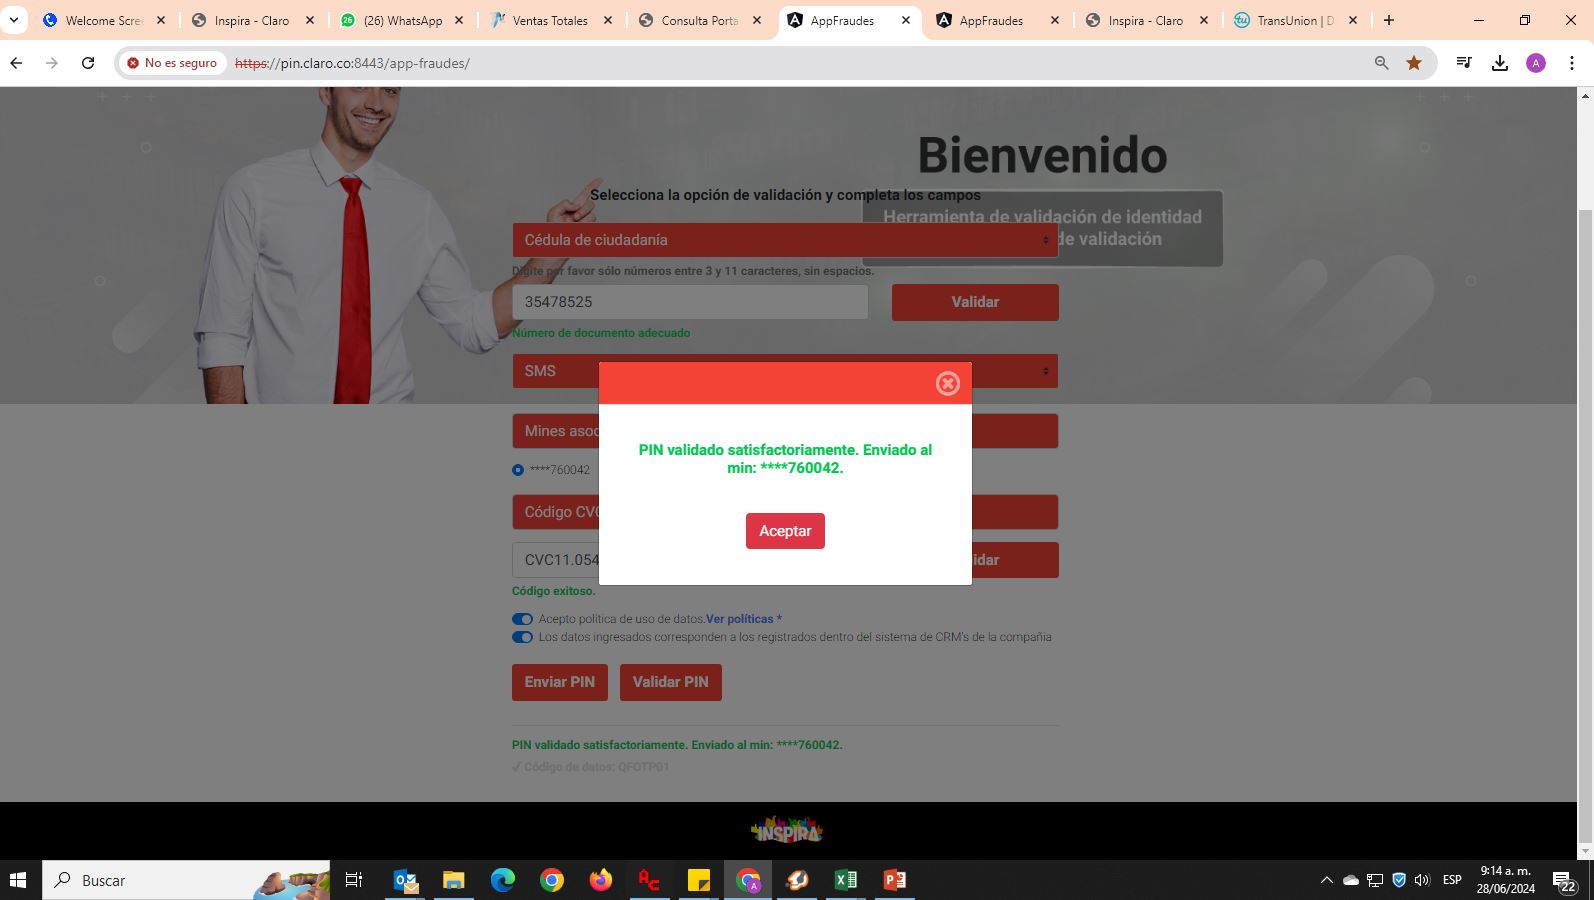 Welcome Scree
Inspira - Claro
(26) WhatsApp
Ventas Totales
Consulta Porta
AppFraudes
AppFraudes
Inspira - Claro
TransUnion | D
No es seguro
https://pin.claro.co:8443/app-fraudes/
A
Bienvenido
Selecciona la opción de validación y completa los campos
Herramienta de validación de identidad
de validación
Cédula de ciudadanía
Digite por favor sólo números entre 3 y 11 caracteres, sin espacios.
35478525
Validar
Número de documento adecuado
SMS
Mines asoc
PIN validado satisfactoriamente. Enviado al
min: ****760042.
****760042
Código CVC
Aceptar
CVC11.054
idar
Código exitoso.
Acepto política de uso de datos.Ver políticas *
Los datos ingresados corresponden a los registrados dentro del sistema de CRM's de la compañia
Enviar PIN
Validar PIN
PIN validado satisfactoriamente. Enviado al min: ****760042.
✓ Código de datos: QFOTP01
INSPIRA
Buscar
ESP
9:14 a. m.
28/06/2024
22